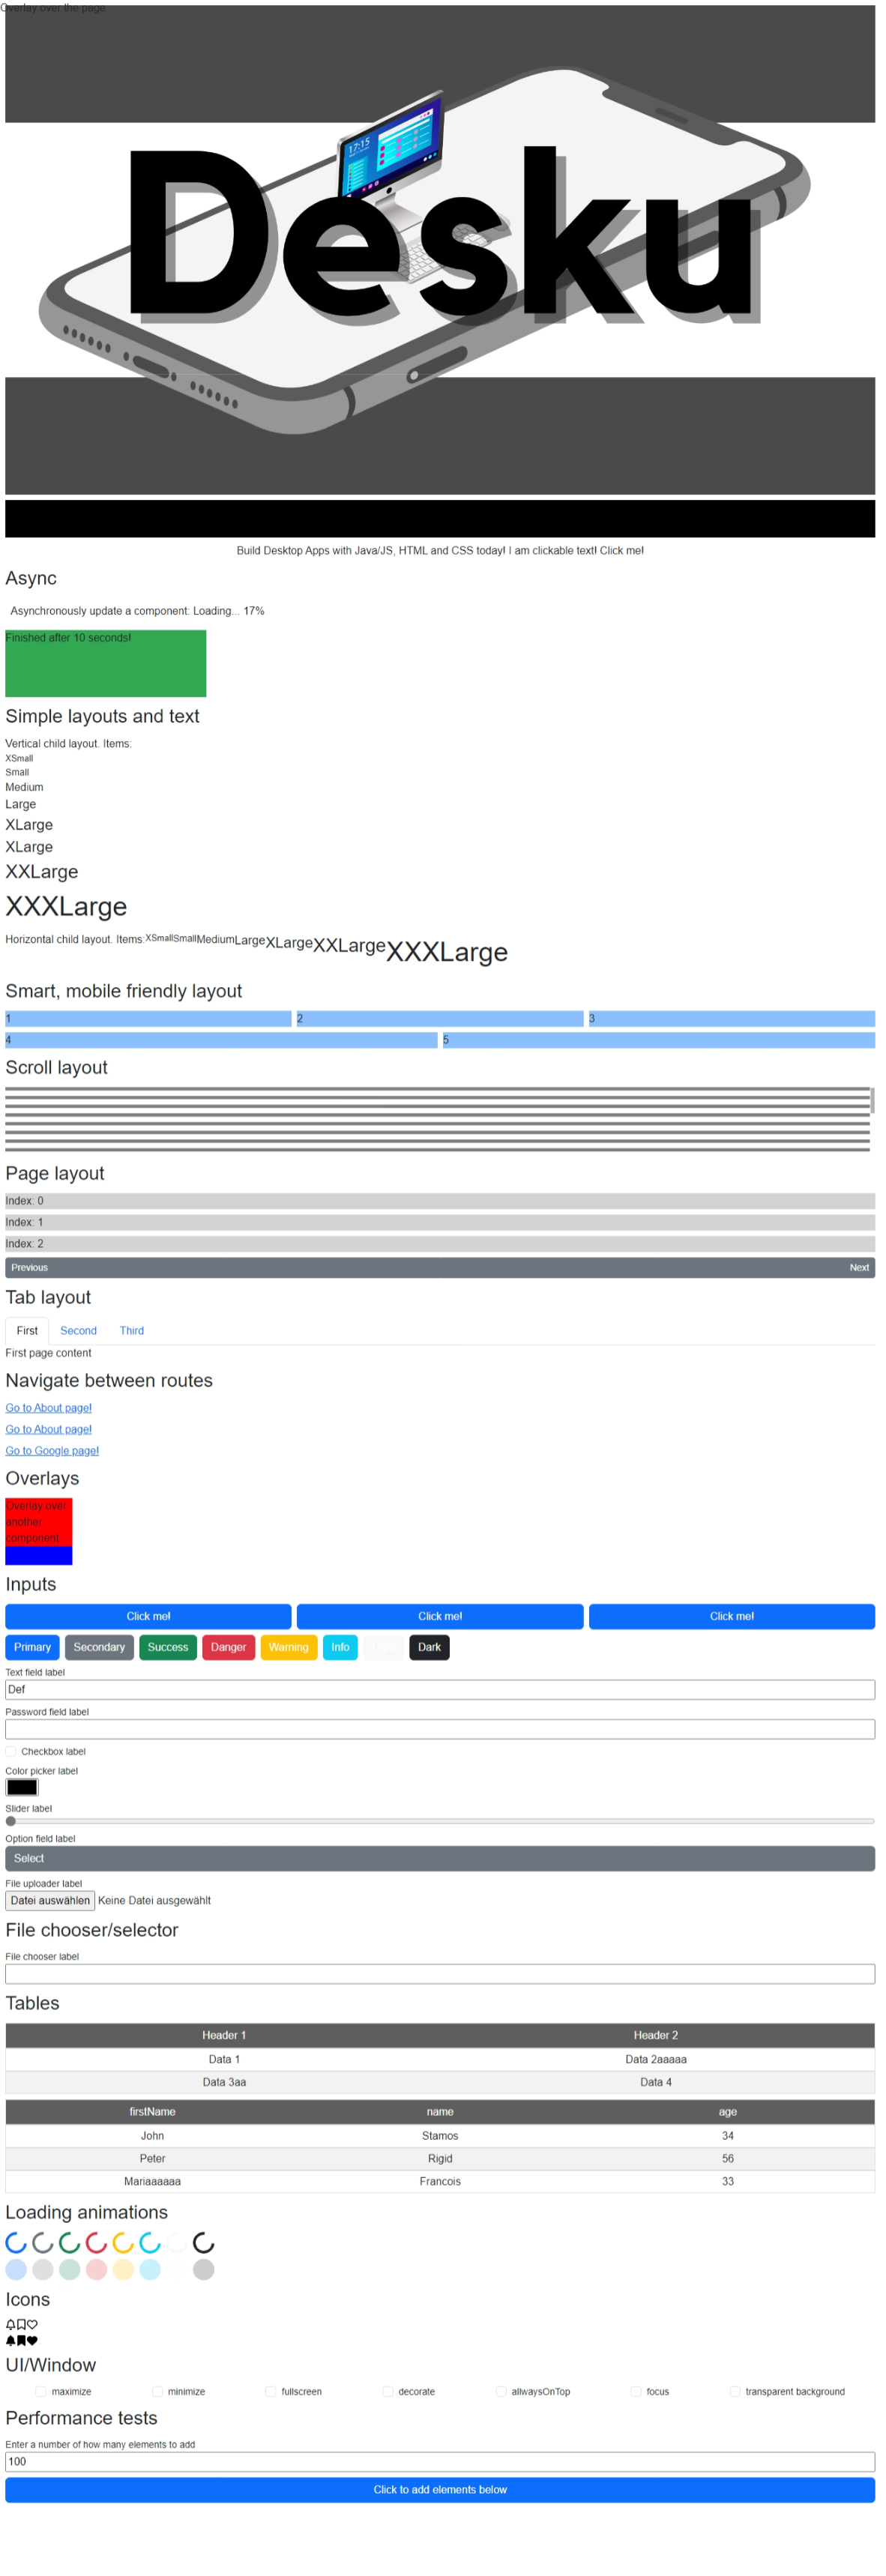 Overlay over the page
17:15
Desku
Build Desktop Apps with Java/JS, HTML and CSS today! I am clickable text! Click me!
Async
Asynchronously update a component: Loading... 17%
Finished after 10 seconds!
Simple layouts and text
Vertical child layout. Items:
XSmall
Small
Medium
Large
XLarge
XLarge
XXLarge
XXXLarge
Horizontal child layout. Items:XSmallSmallMediumLargeXLargeXXLargeXXXLarge
Smart, mobile friendly layout
1 2 3
4 5
Scroll layout
Page layout
Index: 0
Index: 1
Index: 2
Previous Next
Tab layout
First Second Third
First page content
Navigate between routes
Go to About page!
Go to About page!
Go to Google page!
Overlays
Overlay over
another
component
Inputs
Click me! Click me! Click me!
Primary Secondary Success Danger Warning Info Dark
Text field label
Def
Password field label
Checkbox label
Color picker label
Slider label
Option field label
Select
File uploader label
Datei auswählen Keine Datei ausgewählt
File chooser/selector
File chooser label
Tables
Header 1 Header 2
Data 1 Data 2aaaaa
Data 3aa Data 4
firstName name age
John Stamos 34
Peter Rigid 56
Mariaaaaaa Francois 33
Loading animations
Icons
UI/Window
maximize minimize fullscreen decorate allwaysOnTop focus transparent background
Performance tests
Enter a number of how many elements to add
100
Click to add elements below